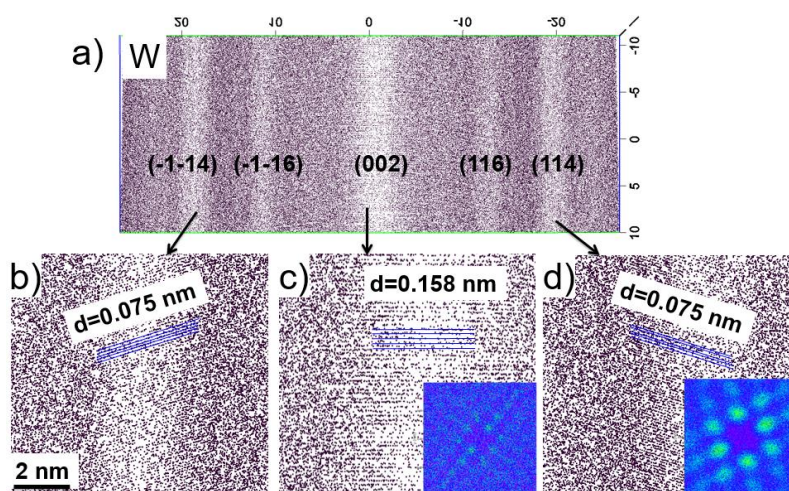 20 10 0 -10 -20
a) W
-10
-5
0
5
10
(-1-14) (-1-16) (002) (116) (114)
b) c) d)
d=0.075 nm d=0.158 nm d=0.075 nm
2 nm